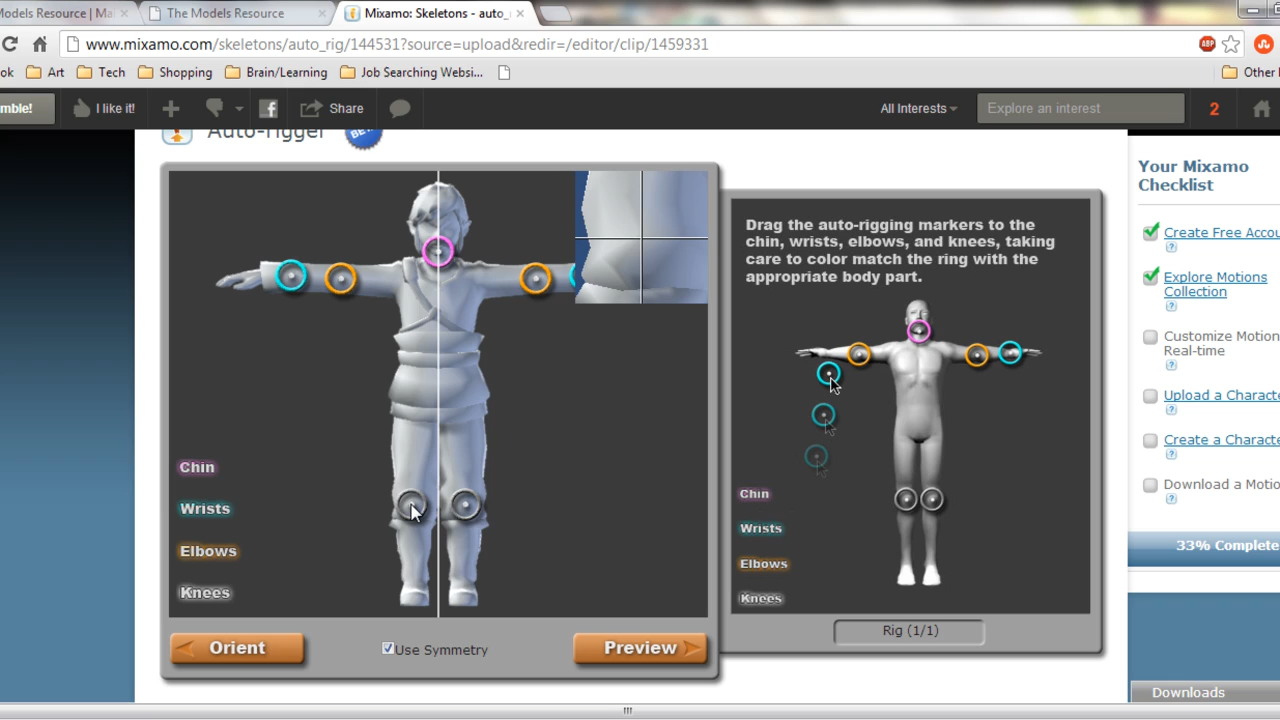 Models Resource | Mai
The Models Resource
Mixamo: Skeletons - auto_
www.mixamo.com/skeletons/auto_rig/144531?source=upload&redir=/editor/clip/1459331
ABP
ok
Art
Tech
Shopping
Brain/Learning
Job Searching Websi...
Other
mble!
I like it!
Share
All Interests
Explore an interest
2
Auto-rigger
BETA
Drag the auto-rigging markers to the
chin, wrists, elbows, and knees, taking
care to color match the ring with the
appropriate body part.
Chin
Wrists
Elbows
Knees
Chin
Wrists
Elbows
Knees
Orient
Use Symmetry
Preview
Rig (1/1)
Your Mixamo
Checklist
Create Free Accou
?
Explore Motions
Collection
?
Customize Motion
Real-time
?
Upload a Characte
?
Create a Characte
?
Download a Motio
?
33% Complete
Downloads